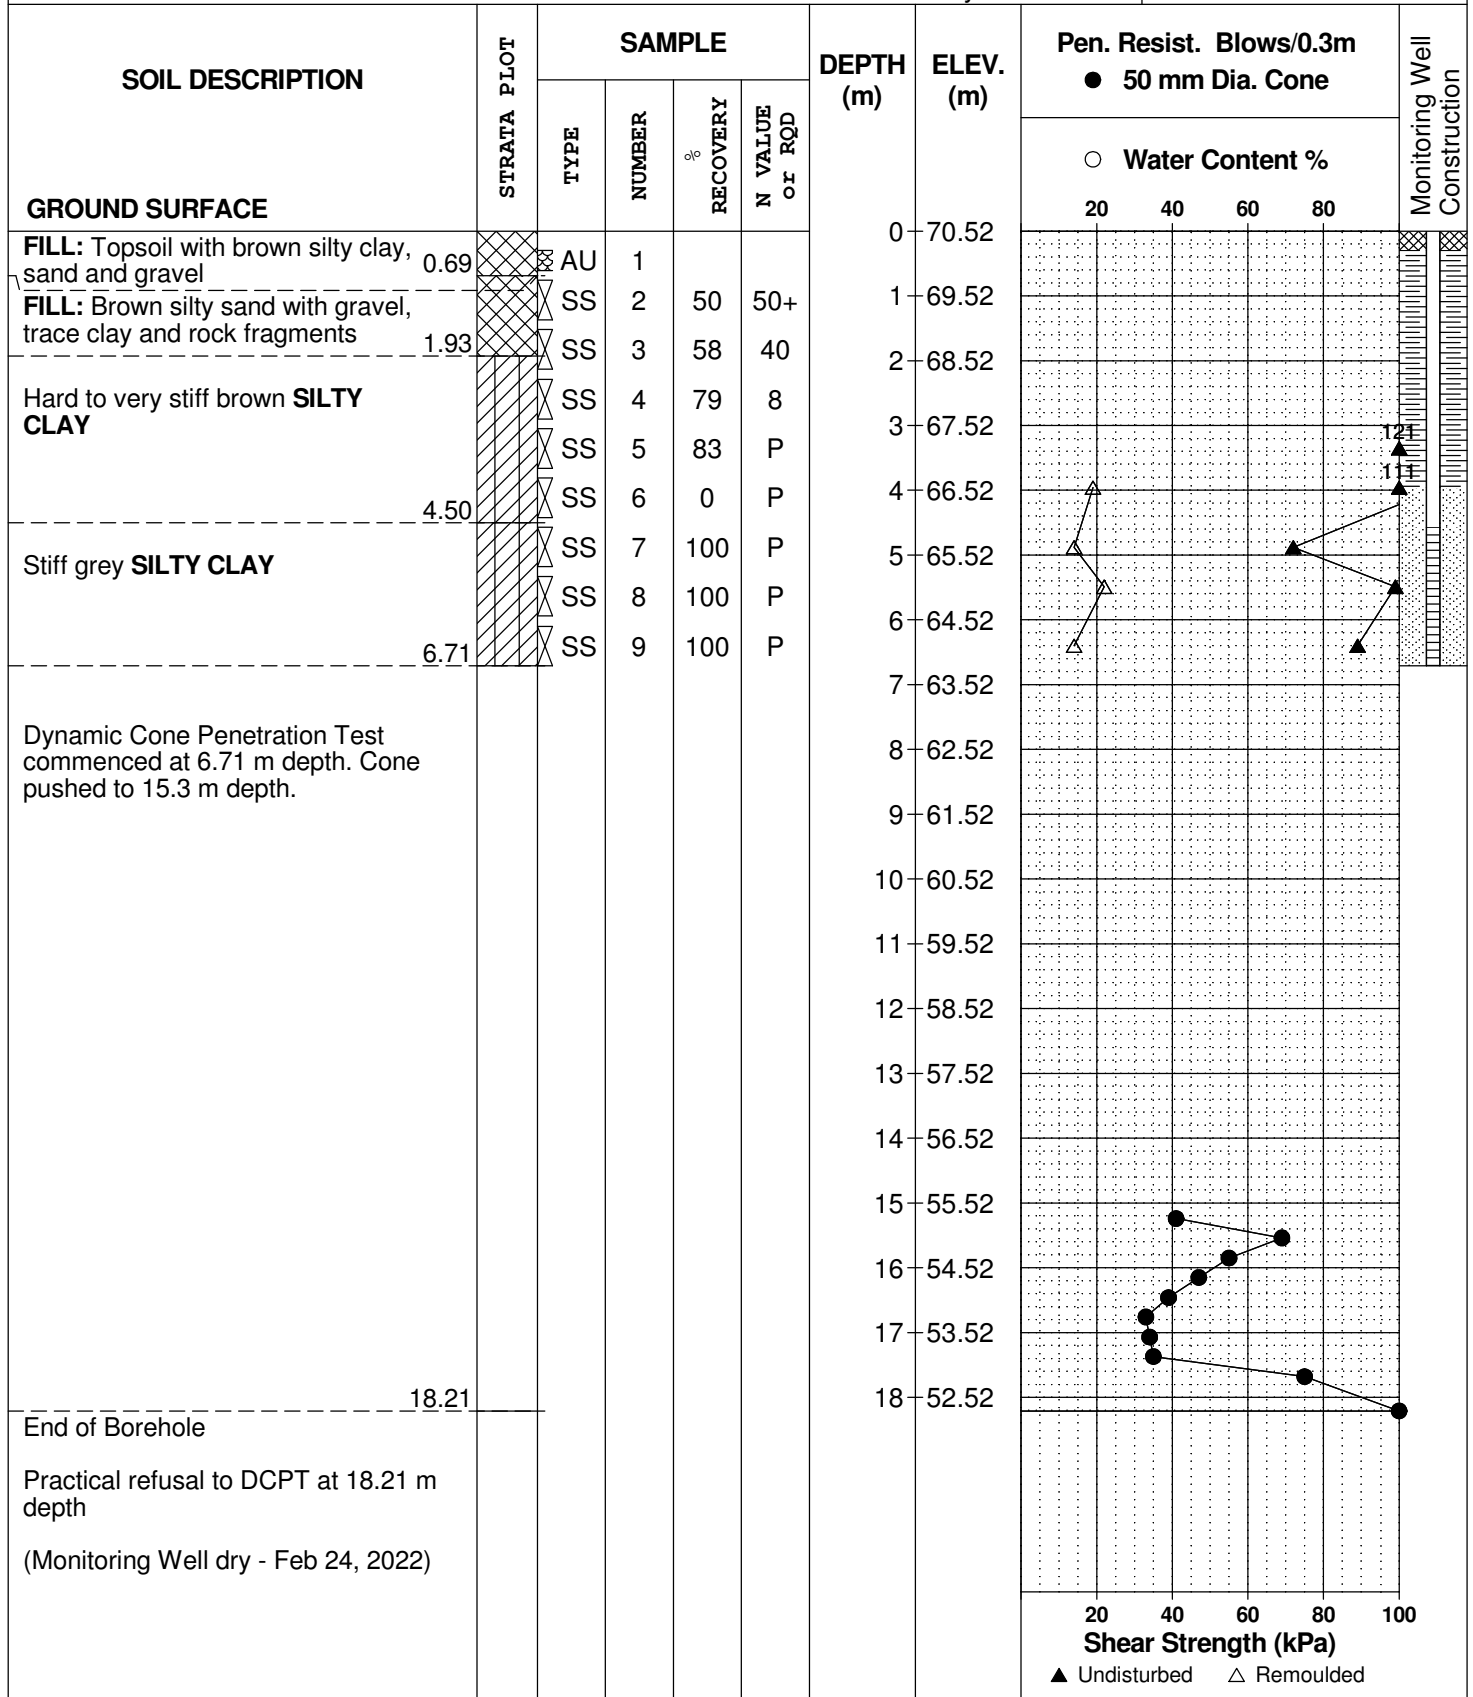 SOIL DESCRIPTION
GROUND SURFACE
STRATA PLOT
SAMPLE
TYPE
NUMBER
%
RECOVERY
N VALUE
or RQD
DEPTH
(m)
ELEV.
(m)
Pen. Resist. Blows/0.3m
● 50 mm Dia. Cone
○ Water Content %
20 40 60 80
Monitoring Well
Construction
FILL: Topsoil with brown silty clay,
sand and gravel 0.69
FILL: Brown silty sand with gravel,
trace clay and rock fragments 1.93
Hard to very stiff brown SILTY
CLAY
4.50
Stiff grey SILTY CLAY
6.71
Dynamic Cone Penetration Test
commenced at 6.71 m depth. Cone
pushed to 15.3 m depth.
18.21
End of Borehole
Practical refusal to DCPT at 18.21 m
depth
(Monitoring Well dry - Feb 24, 2022)
AU 1
SS 2 50 50+
SS 3 58 40
SS 4 79 8
SS 5 83 P
SS 6 0 P
SS 7 100 P
SS 8 100 P
SS 9 100 P
0 70.52
1 69.52
2 68.52
3 67.52
4 66.52
5 65.52
6 64.52
7 63.52
8 62.52
9 61.52
10 60.52
11 59.52
12 58.52
13 57.52
14 56.52
15 55.52
16 54.52
17 53.52
18 52.52
121
111
20 40 60 80 100
Shear Strength (kPa)
▲ Undisturbed △ Remoulded